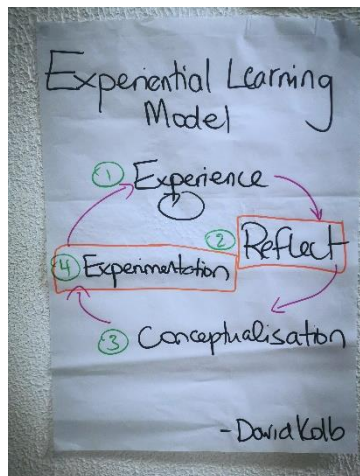 Experiential Learning
Model
① Experience
② Reflect
④ Experimentation
③ Conceptualisation
- David Kolb